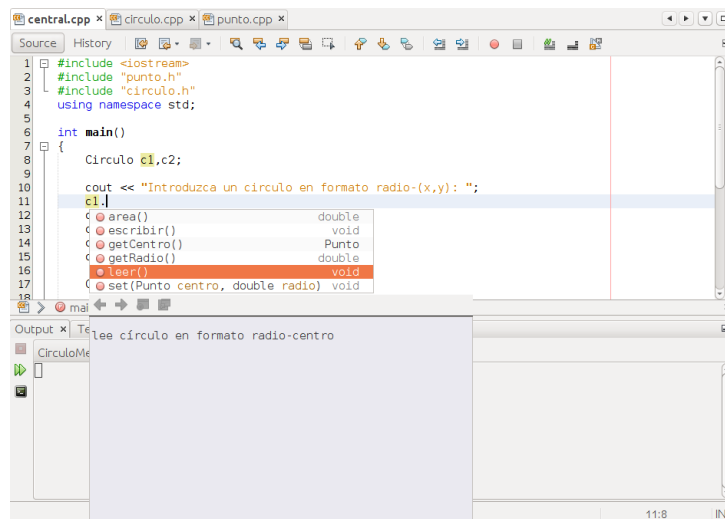 central.cpp × circulo.cpp × punto.cpp ×
Source History
1 #include <iostream>
2 #include "punto.h"
3 #include "circulo.h"
4 using namespace std;
5
6 int main()
7 {
8 Circulo c1,c2;
9
10 cout << "Introduzca un circulo en formato radio-(x,y): ";
11 c1.
12
area() double
13
escribir() void
14
getCentro() Punto
15
getRadio() double
16
leer() void
17
set(Punto centro, double radio) void
18
mai
Output × Te
lee círculo en formato radio-centro
CirculoMe
11:8 IN